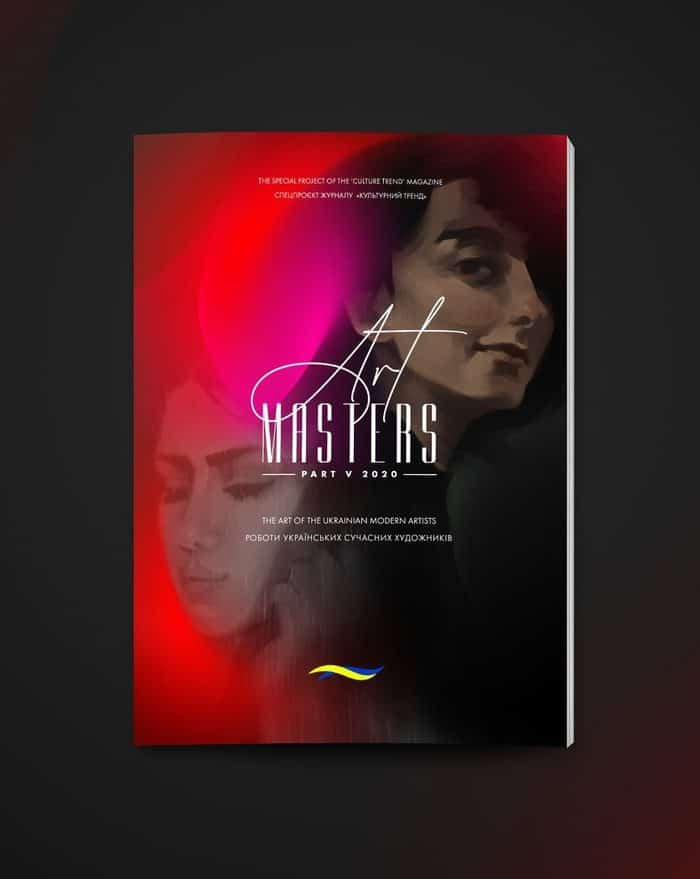 THE SPECIAL PROJECT OF THE 'CULTURE TREND' MAGAZINE
СПЕЦПРОЄКТ ЖУРНАЛУ «КУЛЬТУРНИЙ ТРЕНД»
Art
MASTERS
PART V 2020
THE ART OF THE UKRAINIAN MODERN ARTISTS
РОБОТИ УКРАЇНСЬКИХ СУЧАСНИХ ХУДОЖНИКІВ